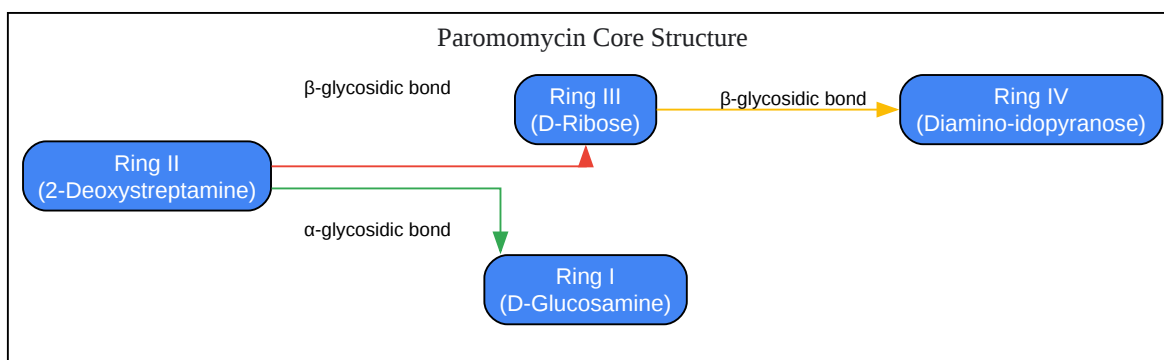 Paromomycin Core Structure
β-glycosidic bond
Ring III
(D-Ribose)
β-glycosidic bond
Ring IV
(Diamino-idopyranose)
Ring II
(2-Deoxystreptamine)
α-glycosidic bond
Ring I
(D-Glucosamine)